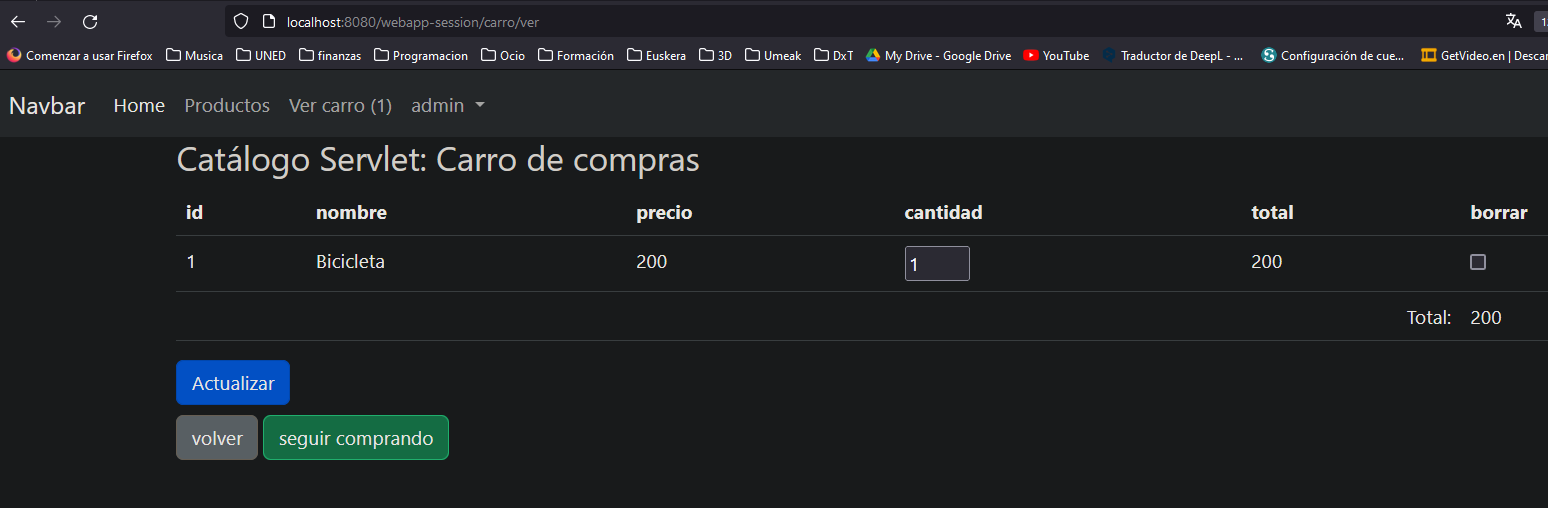 localhost:8080/webapp-session/carro/ver
Comenzar a usar Firefox Musica UNED finanzas Programacion Ocio Formación Euskera 3D Umeak DxT My Drive - Google Drive YouTube Traductor de DeepL - ... Configuración de cue... GetVideo.en | Descar
Navbar Home Productos Ver carro (1) admin
Catálogo Servlet: Carro de compras
id nombre precio cantidad total borrar
1 Bicicleta 200 1 200
Total: 200
Actualizar
volver seguir comprando